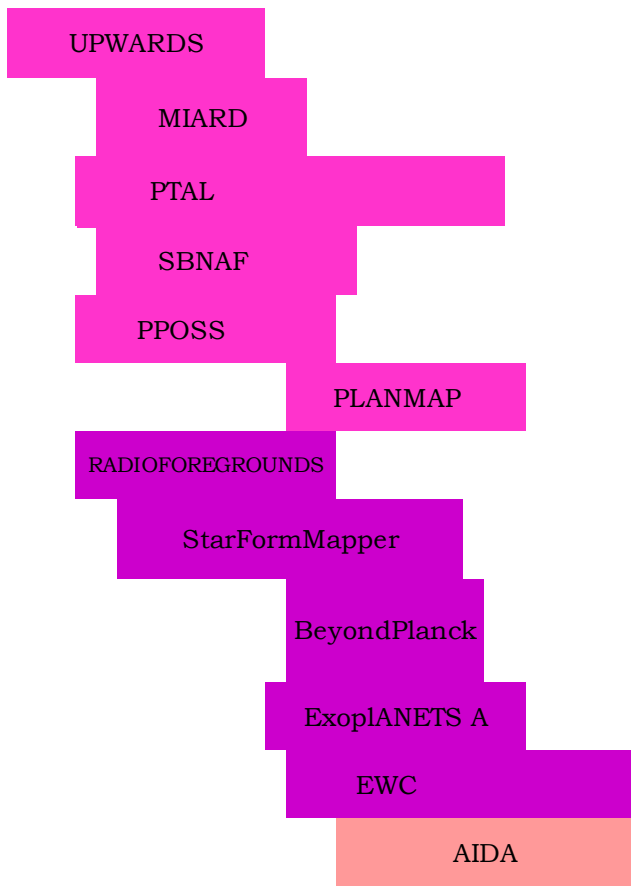 UPWARDS
MIARD
PTAL
SBNAF
PPOSS
PLANMAP
RADIOFOREGROUNDS
StarFormMapper
BeyondPlanck
ExoplANETS A
EWC
AIDA